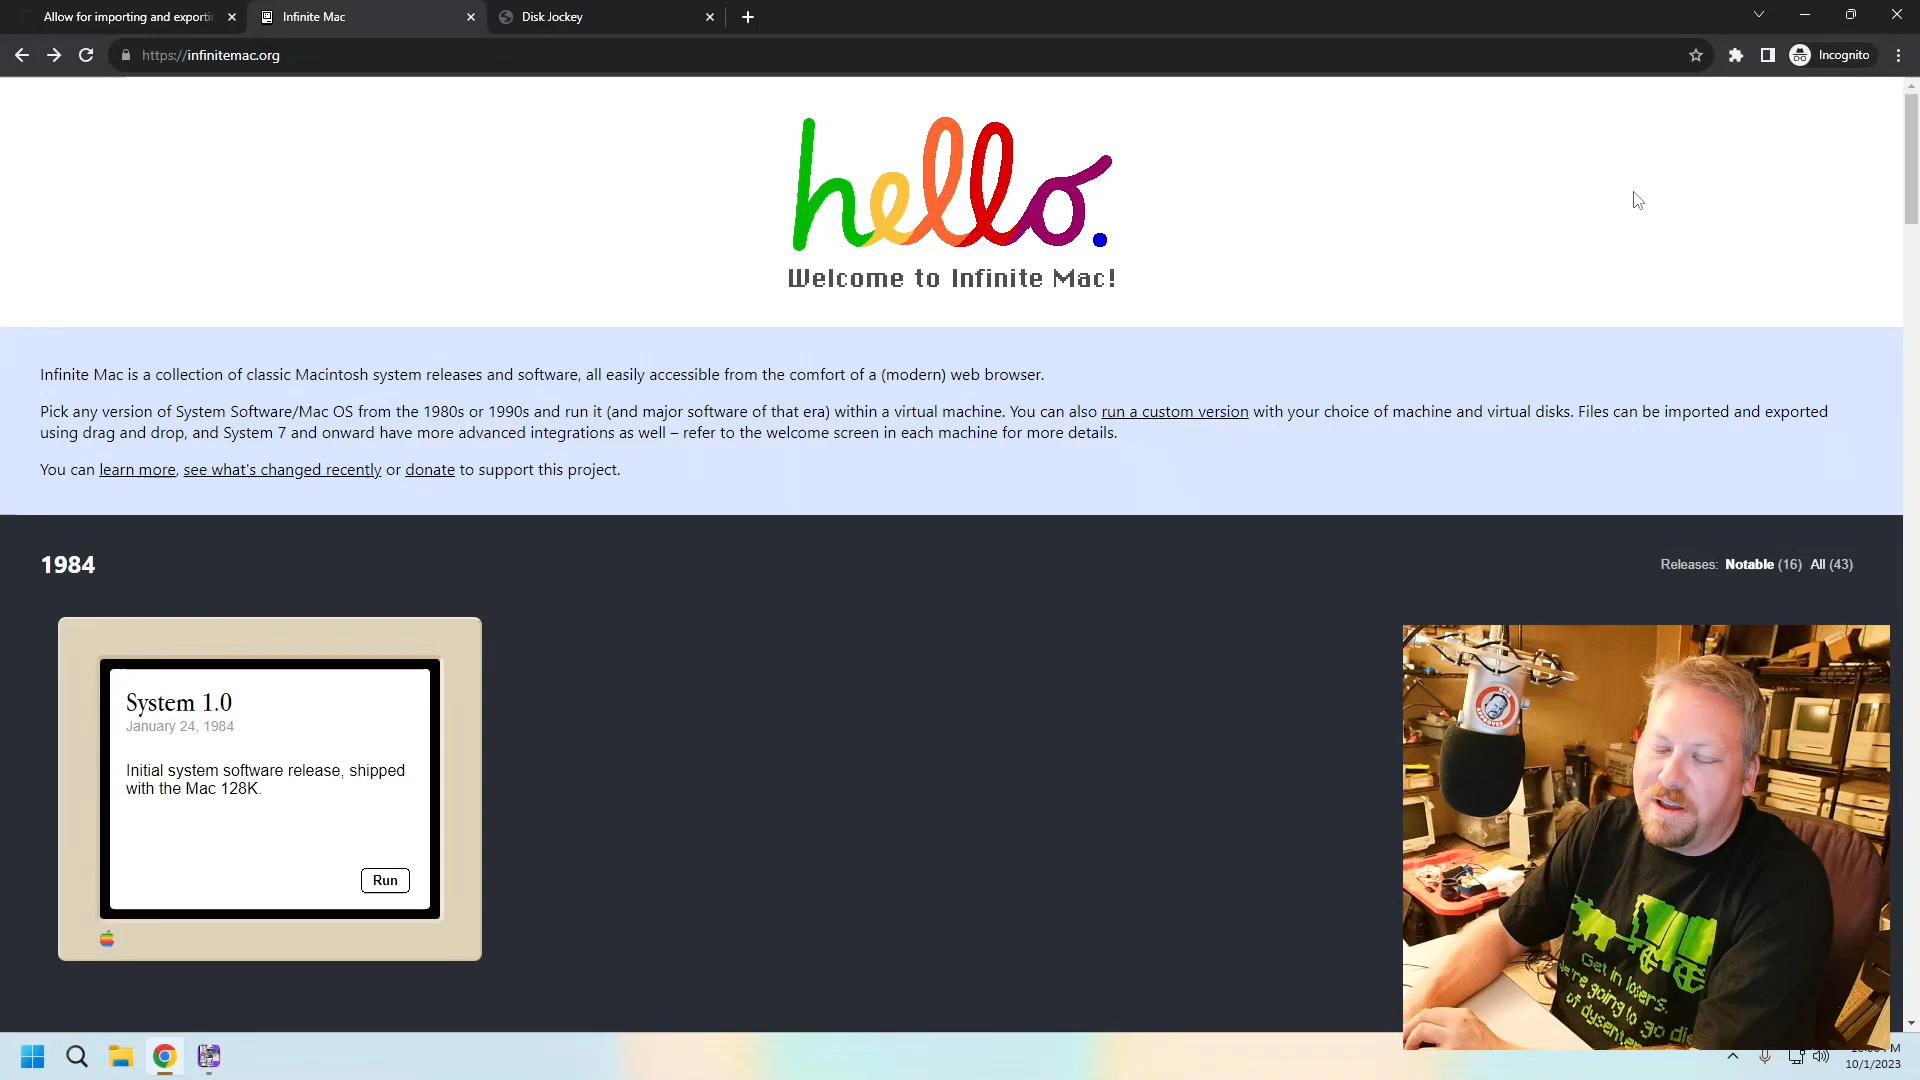 Allow for importing and exporti
Infinite Mac
Disk Jockey
https://infinitemac.org
Incognito
hello.
Welcome to Infinite Mac!
Infinite Mac is a collection of classic Macintosh system releases and software, all easily accessible from the comfort of a (modern) web browser.
Pick any version of System Software/Mac OS from the 1980s or 1990s and run it (and major software of that era) within a virtual machine. You can also run a custom version with your choice of machine and virtual disks. Files can be imported and exported
using drag and drop, and System 7 and onward have more advanced integrations as well – refer to the welcome screen in each machine for more details.
You can learn more, see what's changed recently or donate to support this project.
1984
Releases: Notable (16) All (43)
System 1.0
January 24, 1984
Initial system software release, shipped
with the Mac 128K.
Run
Get in losers,
we're going to go die
of dysent
10/1/2023